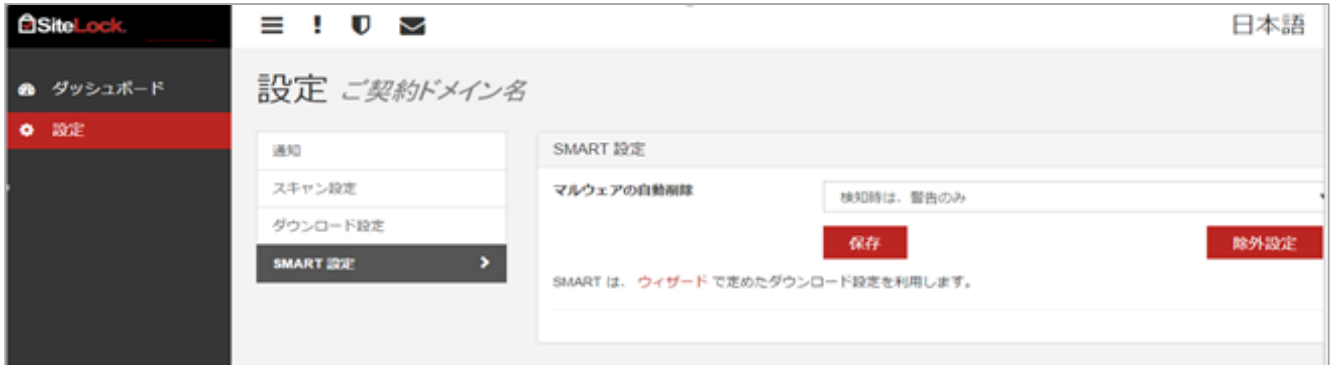 SiteLock.
日本語
ダッシュボード
設定
設定 ご契約ドメイン名
通知
スキャン設定
ダウンロード設定
SMART 設定
SMART 設定
マルウェアの自動削除
検知時は、警告のみ
保存
除外設定
SMART は、 ウィザード で定めたダウンロード設定を利用します。